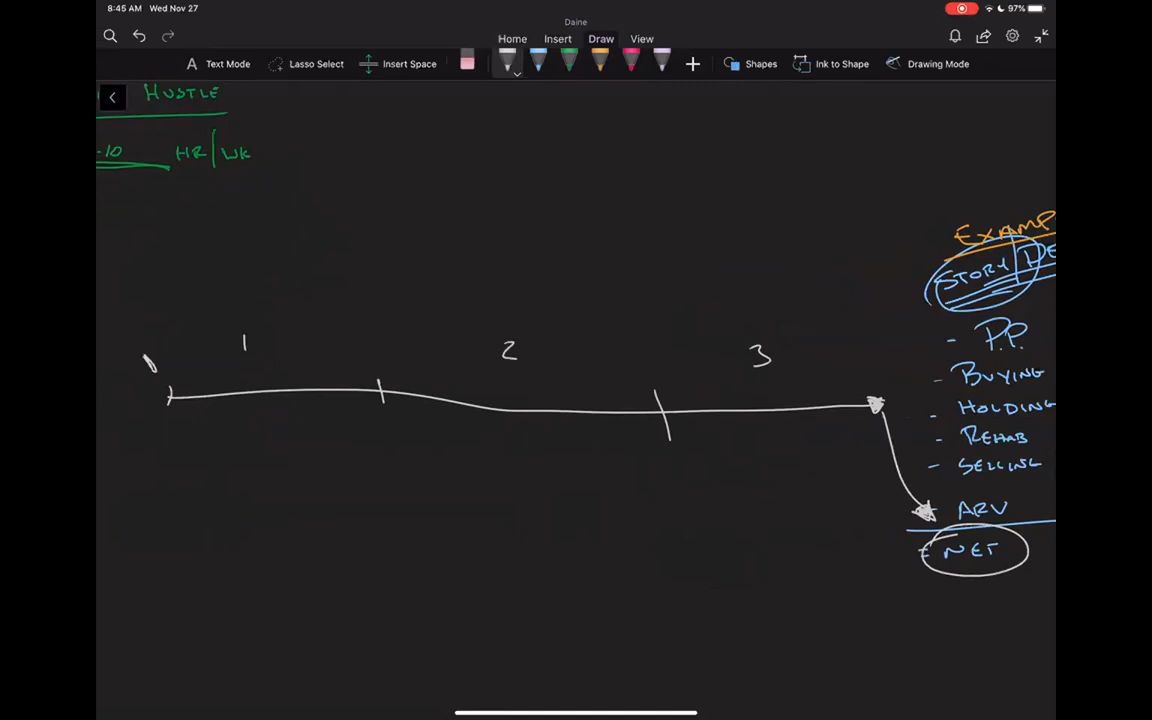 8:45 AM Wed Nov 27
97%
Daine
Home Insert Draw View
Text Mode Lasso Select Insert Space Shapes Ink to Shape Drawing Mode
HUSTLE
-10 HR | WK
EXAMP
STORY
1 2 3
- P.P.
- BUYING
- HOLDING
- REHAB
- SELLING
ARV
= NET